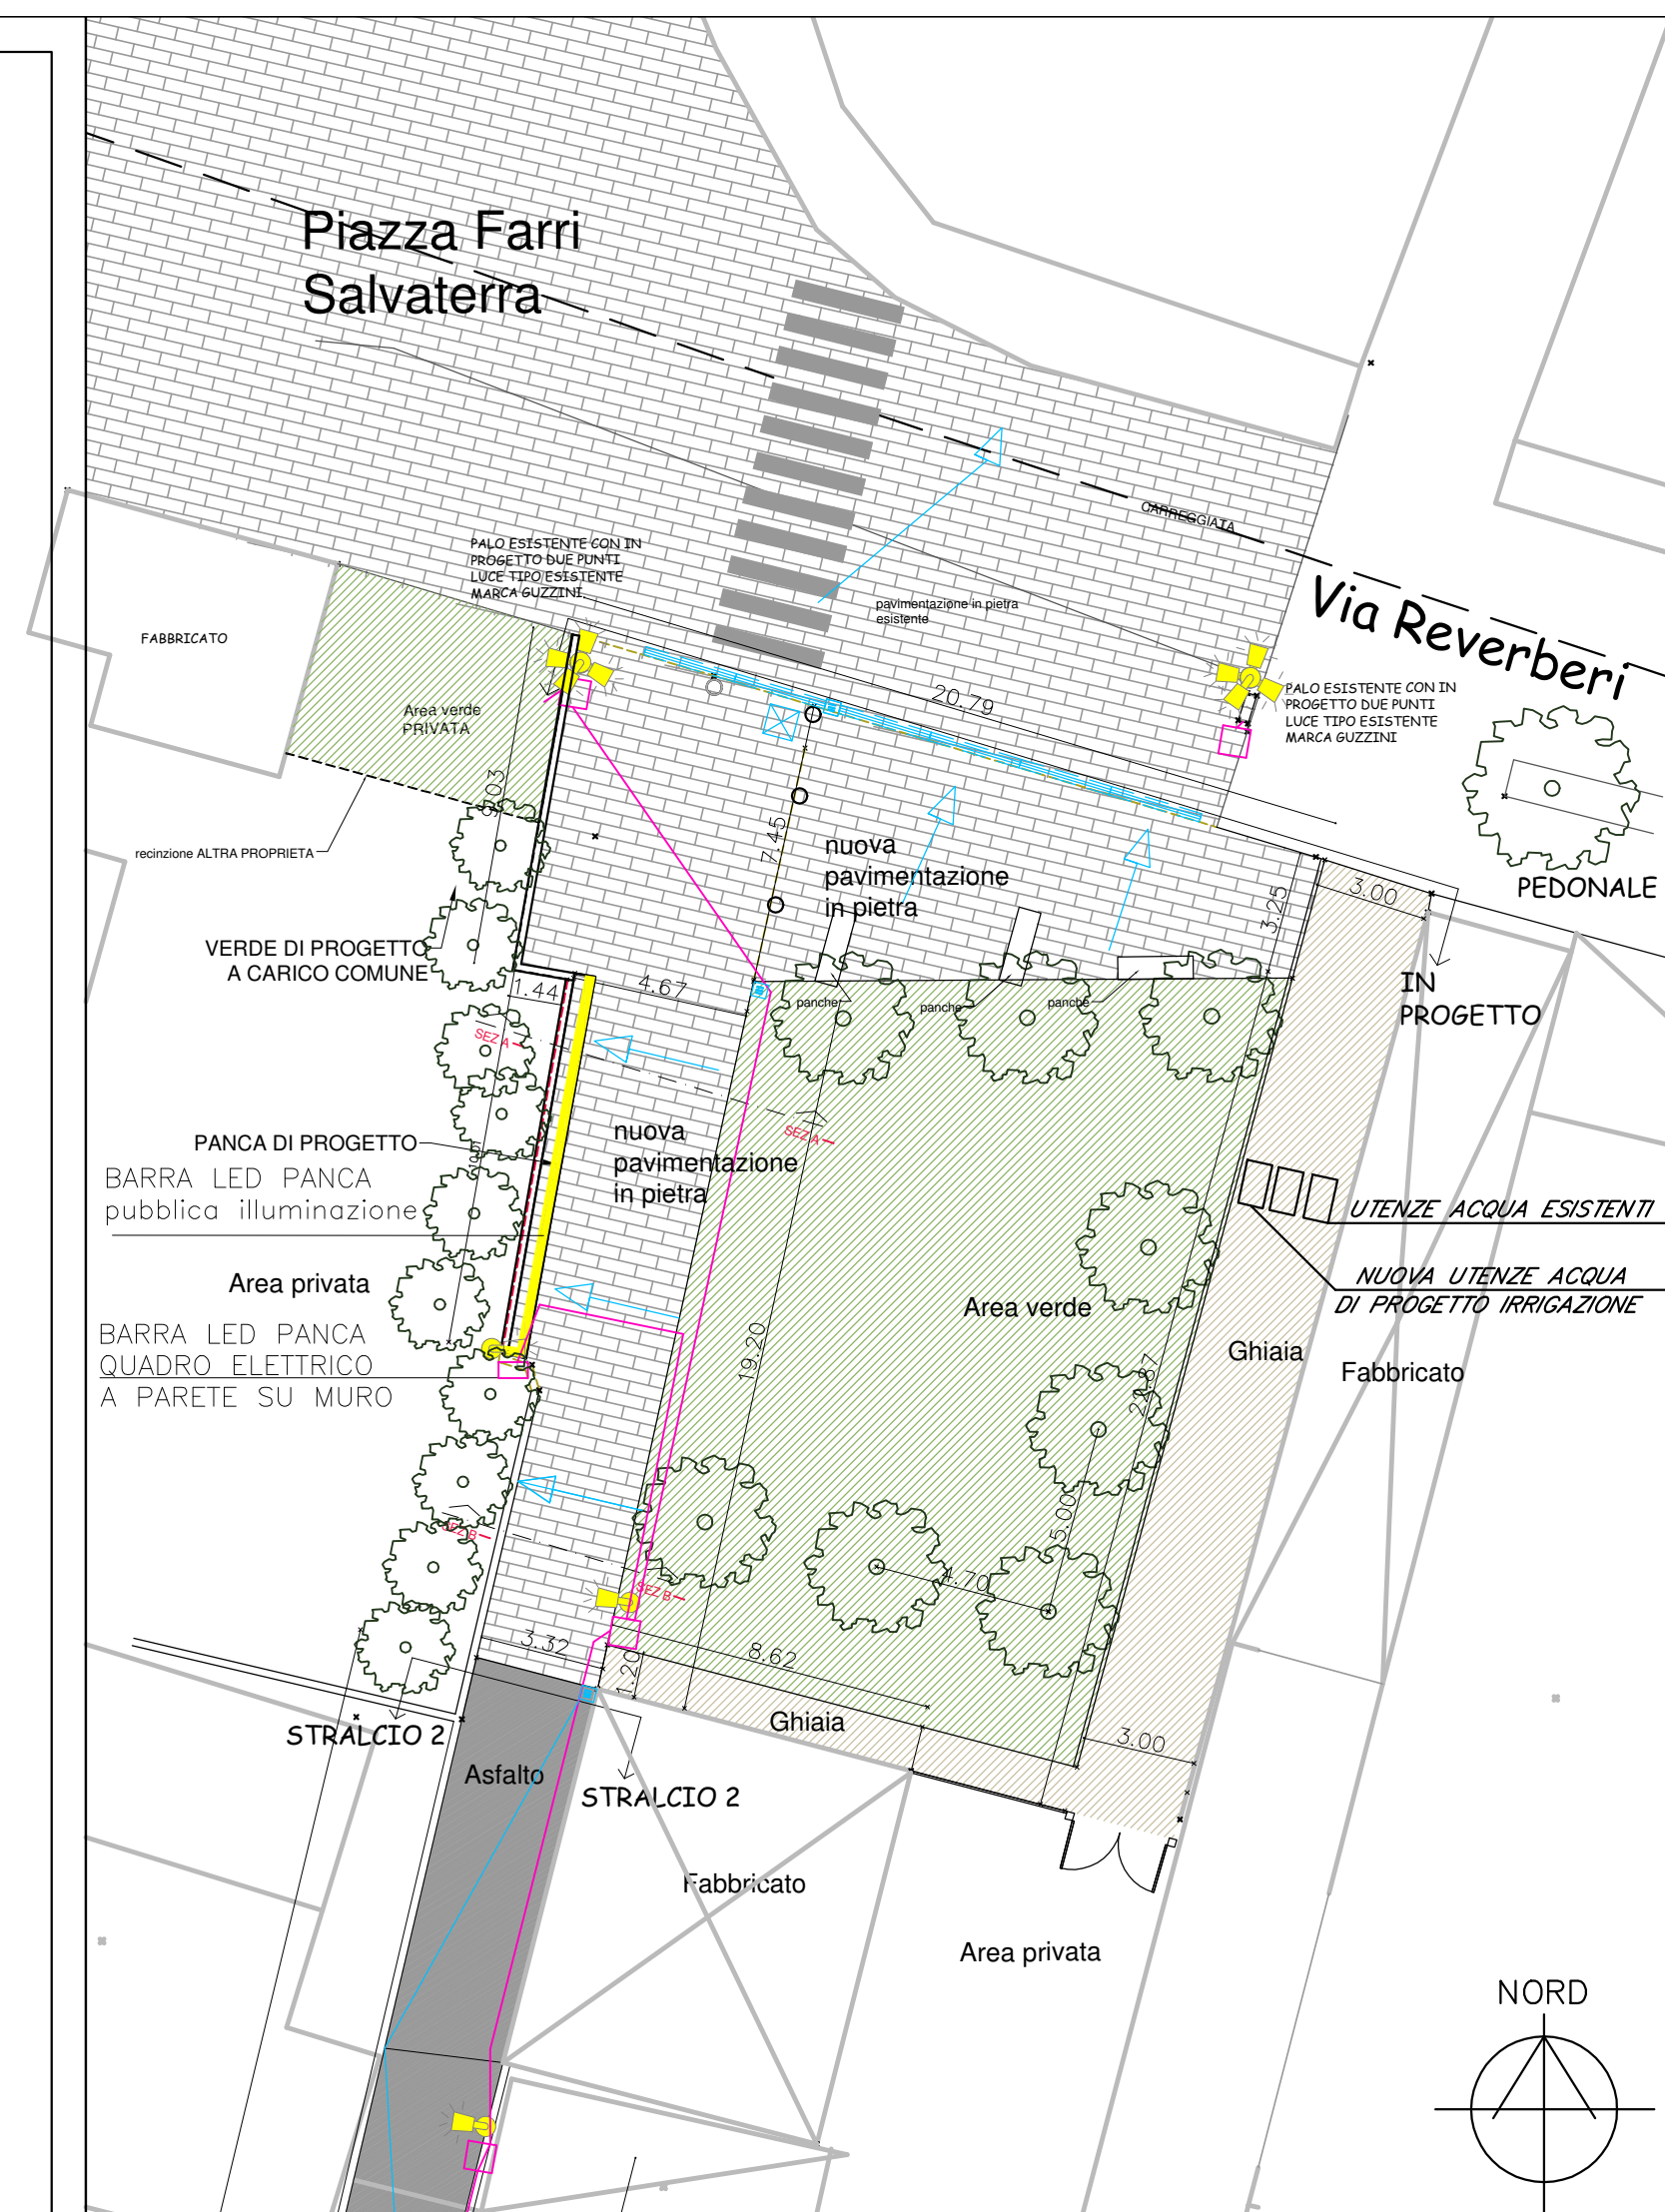 Piazza Farri
Salvaterra
CARREGGIATA
Via Reverberi
PALO ESISTENTE CON IN
PROGETTO DUE PUNTI
LUCE TIPO ESISTENTE
MARCA GUZZINI
pavimentazione in pietra
esistente
FABBRICATO
Area verde
PRIVATA
20.79
PALO ESISTENTE CON IN
PROGETTO DUE PUNTI
LUCE TIPO ESISTENTE
MARCA GUZZINI
recinzione ALTRA PROPRIETA
7.45
nuova
pavimentazione
in pietra
3.25
3.00
PEDONALE
VERDE DI PROGETTO
A CARICO COMUNE
1.44
4.67
panche
panche
panche
IN
PROGETTO
SEZ A
SEZ A
PANCA DI PROGETTO
nuova
pavimentazione
in pietra
BARRA LED PANCA
pubblica illuminazione
UTENZE ACQUA ESISTENTI
NUOVA UTENZE ACQUA
DI PROGETTO IRRIGAZIONE
Area privata
Area verde
BARRA LED PANCA
QUADRO ELETTRICO
A PARETE SU MURO
19.20
Ghiaia
Fabbricato
5.00
4.70
SEZ B
SEZ B
3.32
1.20
8.62
Ghiaia
3.00
STRALCIO 2
Asfalto
STRALCIO 2
Fabbricato
Area privata
NORD